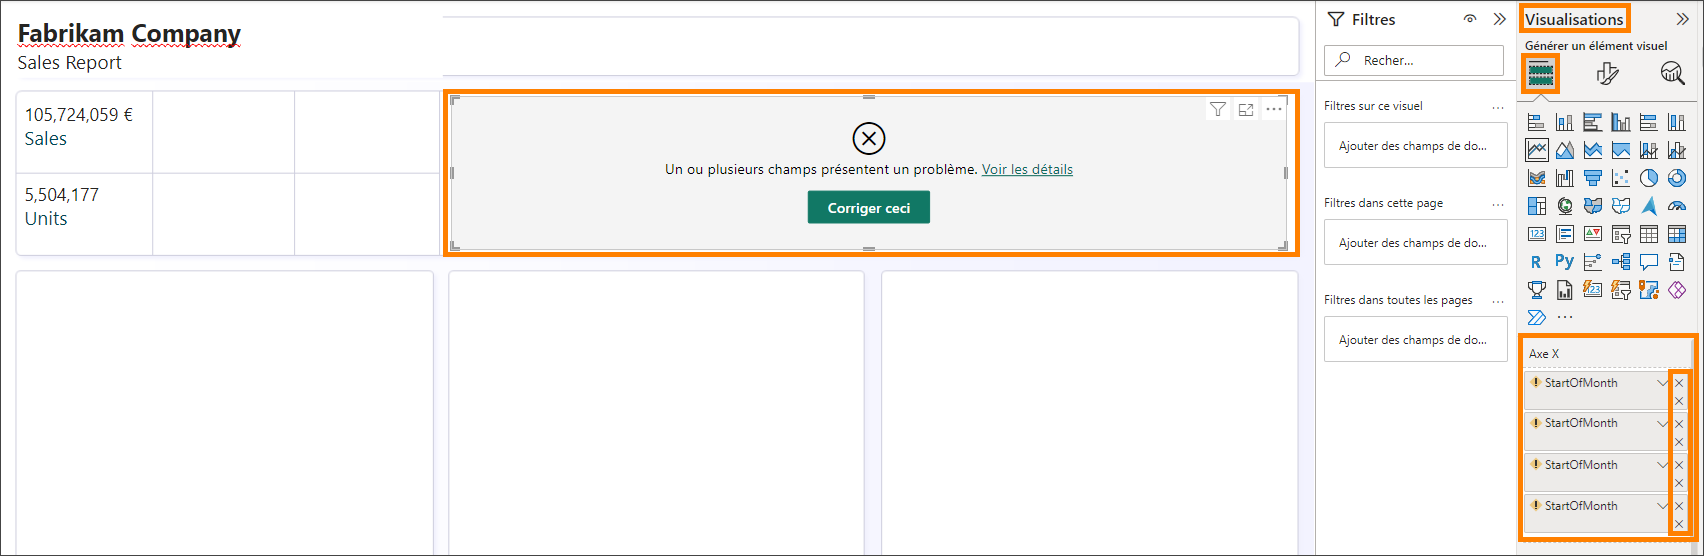 Fabrikam Company
Sales Report
105,724,059 €
Sales
5,504,177
Units
Un ou plusieurs champs présentent un problème. Voir les détails
Corriger ceci
Filtres
Recher...
Filtres sur ce visuel
...
Ajouter des champs de do...
Filtres dans cette page
...
Ajouter des champs de do...
Filtres dans toutes les pages
...
Ajouter des champs de do...
Visualisations
Générer un élément visuel
123
R
Py
123
...
Axe X
StartOfMonth
StartOfMonth
StartOfMonth
StartOfMonth